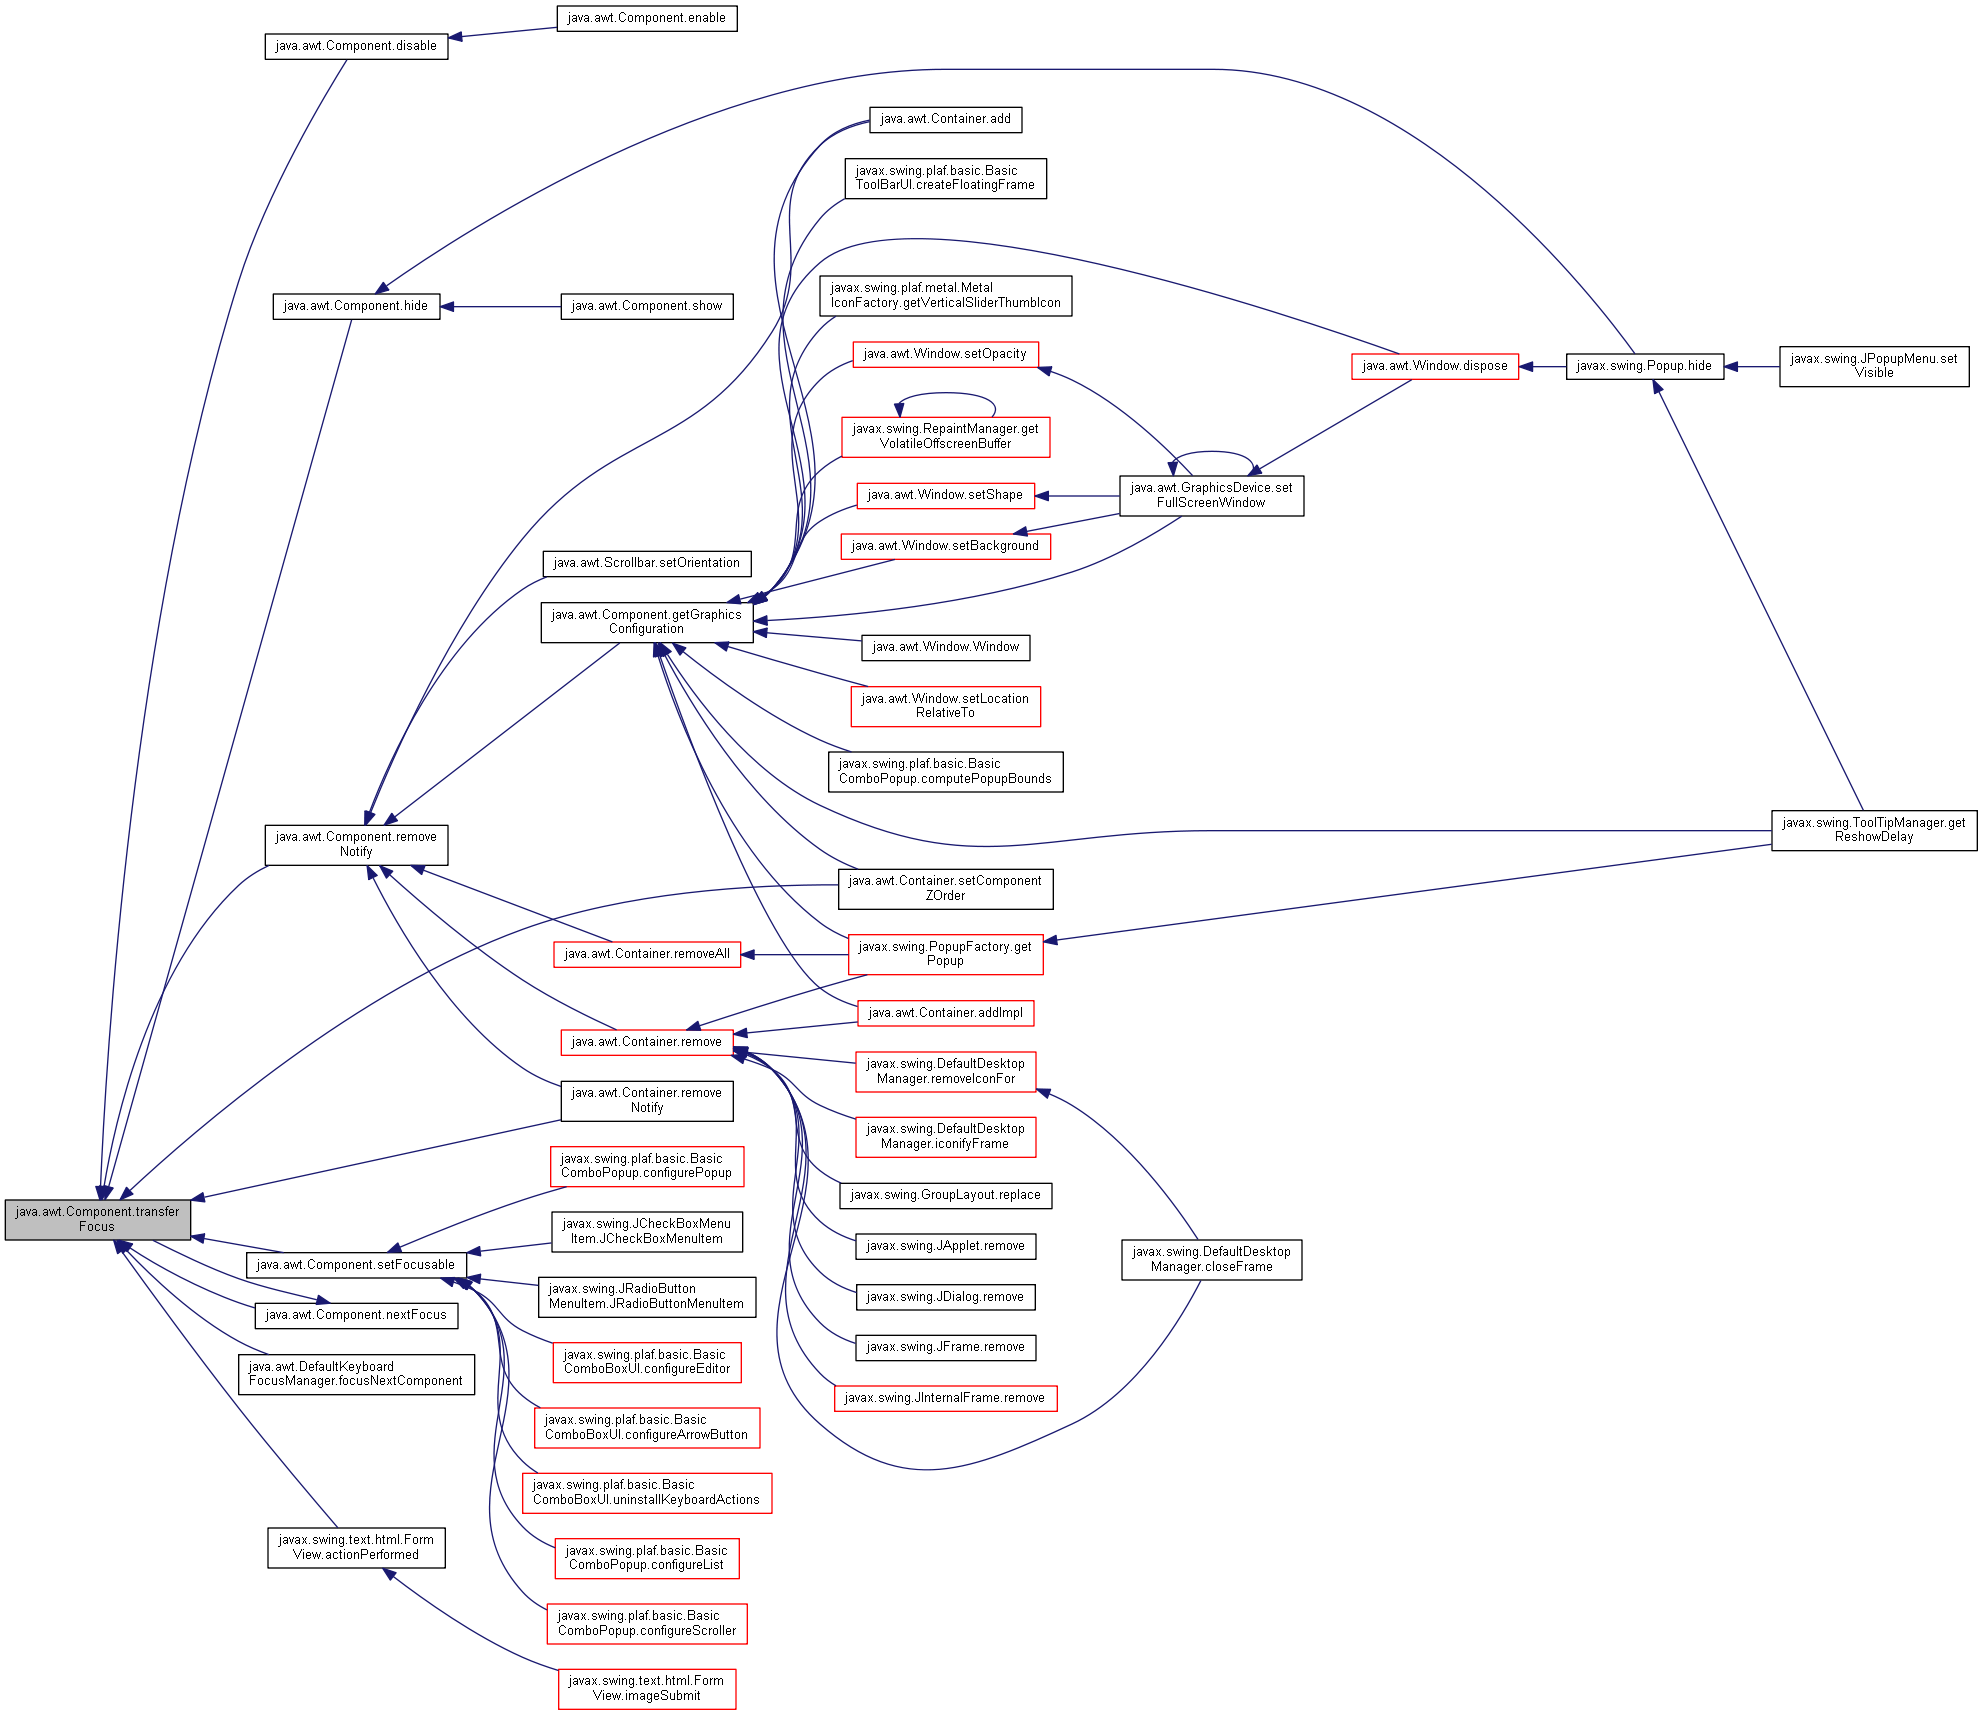 java.awt.Component.enable
java.awt.Component.disable
java.awt.Container.add
javax.swing.plaf.basic.Basic
ToolBarUI.createFloatingFrame
javax.swing.plaf.metal.Metal
IconFactory.getVerticalSliderThumbIcon
java.awt.Component.hide
java.awt.Component.show
java.awt.Window.setOpacity
java.awt.Window.dispose
javax.swing.Popup.hide
javax.swing.JPopupMenu.set
Visible
javax.swing.RepaintManager.get
VolatileOffscreenBuffer
java.awt.Window.setShape
java.awt.GraphicsDevice.set
FullScreenWindow
java.awt.Window.setBackground
java.awt.Scrollbar.setOrientation
java.awt.Component.getGraphics
Configuration
java.awt.Window.Window
java.awt.Window.setLocation
RelativeTo
javax.swing.plaf.basic.Basic
ComboPopup.computePopupBounds
javax.swing.ToolTipManager.get
ReshowDelay
java.awt.Component.remove
Notify
java.awt.Container.setComponent
ZOrder
java.awt.Container.removeAll
javax.swing.PopupFactory.get
Popup
java.awt.Container.addImpl
java.awt.Container.remove
javax.swing.DefaultDesktop
Manager.removeIconFor
java.awt.Container.remove
Notify
javax.swing.DefaultDesktop
Manager.iconifyFrame
javax.swing.plaf.basic.Basic
ComboPopup.configurePopup
javax.swing.GroupLayout.replace
java.awt.Component.transfer
Focus
javax.swing.JCheckBoxMenu
Item.JCheckBoxMenuItem
javax.swing.JApplet.remove
javax.swing.DefaultDesktop
Manager.closeFrame
java.awt.Component.setFocusable
javax.swing.JRadioButton
MenuItem.JRadioButtonMenuItem
javax.swing.JDialog.remove
java.awt.Component.nextFocus
javax.swing.JFrame.remove
java.awt.DefaultKeyboard
FocusManager.focusNextComponent
javax.swing.plaf.basic.Basic
ComboBoxUI.configureEditor
javax.swing.JInternalFrame.remove
javax.swing.plaf.basic.Basic
ComboBoxUI.configureArrowButton
javax.swing.plaf.basic.Basic
ComboBoxUI.uninstallKeyboardActions
javax.swing.text.html.Form
View.actionPerformed
javax.swing.plaf.basic.Basic
ComboPopup.configureList
javax.swing.plaf.basic.Basic
ComboPopup.configureScroller
javax.swing.text.html.Form
View.imageSubmit